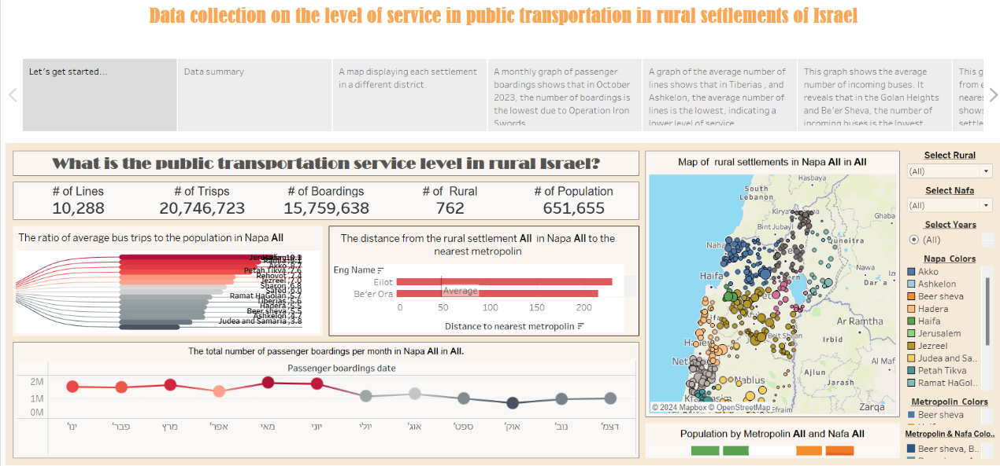 Data collection on the level of service in public transportation in rural settlements of Israel
Let's get started...
Data summary
A map displaying each settlement
in a different district.
A monthly graph of passenger
boardings shows that in October
2023, the number of boardings is
the lowest due to Operation Iron
Swords
A graph of the average number of
lines shows that in Tiberias , and
Ashkelon, the average number of
lines is the lowest, indicating a
lower level of service
This graph shows the average
number of incoming buses. It
reveals that in the Golan Heights
and Be'er Sheva, the number of
incoming buses is the lowest
This g
from e
neares
shows
settle
What is the public transportation service level in rural Israel?
# of Lines
10,288
# of Trisps
20,746,723
# of Boardings
15,759,638
# of Rural
762
# of Population
651,655
The ratio of average bus trips to the population in Napa All
Petah Tikva ,7.6
Rehovot ,7.4
Jezreel ,7.0
Sharon ,6.8
Safed ,6.0
Ramat HaGolan ,5.7
Tiberias ,5.6
Hadera ,5.5
Beer sheva ,5.5
Ashkelon ,4.7
Judea and Samaria ,3.8
The distance from the rural settlement All in Napa All to the
nearest metropolin
Eng Name
Eilot
Be'er Ora
Average
0 50 100 150 200
Distance to nearest metropolin
The total number of passenger boardings per month in Napa All in All.
Passenger boardings date
2M
1M
0M
ינו' פבר' מרץ אפר' מאי יוני יולי אוג' ספט' אוק' נוב' דצמ'
Map of rural settlements in Napa All in All
Hasbaya
South
Lebanon
Kirya
Ghaba
Bint Jubayl
Naha
Quneitra
Nawa
Izr
Dar'a
Haifa
Ar Ramtha
Beit Shean
Irbid
Al Maf
Net
Ajlun
Nablus
Jarash
Zarqa
© 2024 Mapbox © OpenStreetMap
Population by Metropolin All and Nafa All
Select Rural
(All)
Select Nafa
(All)
Select Years
(All)
Napa Colors
Akko
Ashkelon
Beer sheva
Hadera
Haifa
Jerusalem
Jezreel
Judea and Sa..
Petah Tikva
Ramat HaGol..
Metropolin Colors
Beer sheva
Metropolin & Nafa Colo..
Beer sheva, B..